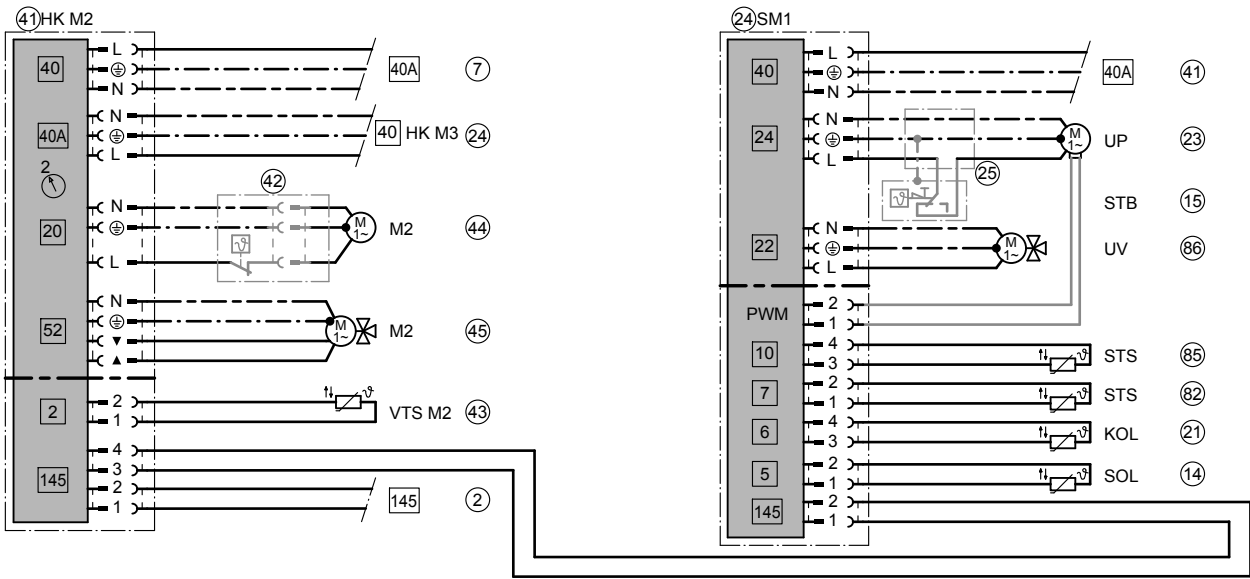 41 HK M2
40
L
N
40A
7
40A
N
L
40 HK M3 24
2
42
20
N
L
ϑ
M
1~
M2
44
52
N
▼
▲
M
1~
M2
45
2
2
1
↑↓
ϑ
VTS M2
43
145
4
3
2
1
145
2
24 SM1
40
L
N
40A
41
24
N
L
M
1~
UP
23
25
ϑ
STB
15
22
N
L
M
1~
UV
86
PWM
2
1
10
4
3
↑↓
ϑ
STS
85
7
2
1
↑↓
ϑ
STS
82
6
4
3
↑↓
ϑ
KOL
21
5
2
1
↑↓
ϑ
SOL
14
145
2
1